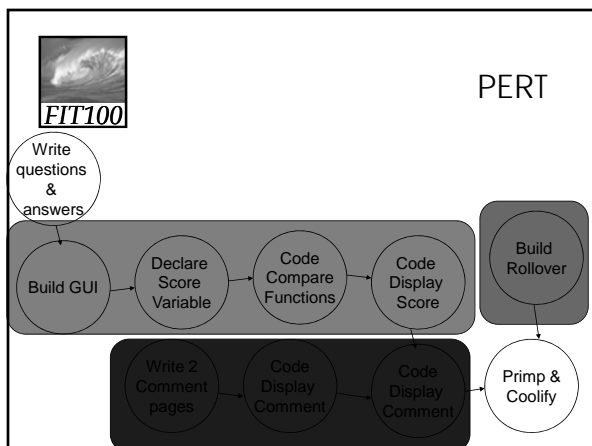 PERT
FIT100
Write
questions
&
answers
Build GUI
Declare
Score
Variable
Code
Compare
Functions
Code
Display
Score
Build
Rollover
Write 2
Comment
pages
Code
Display
Comment
Code
Display
Comment
Primp &
Coolify